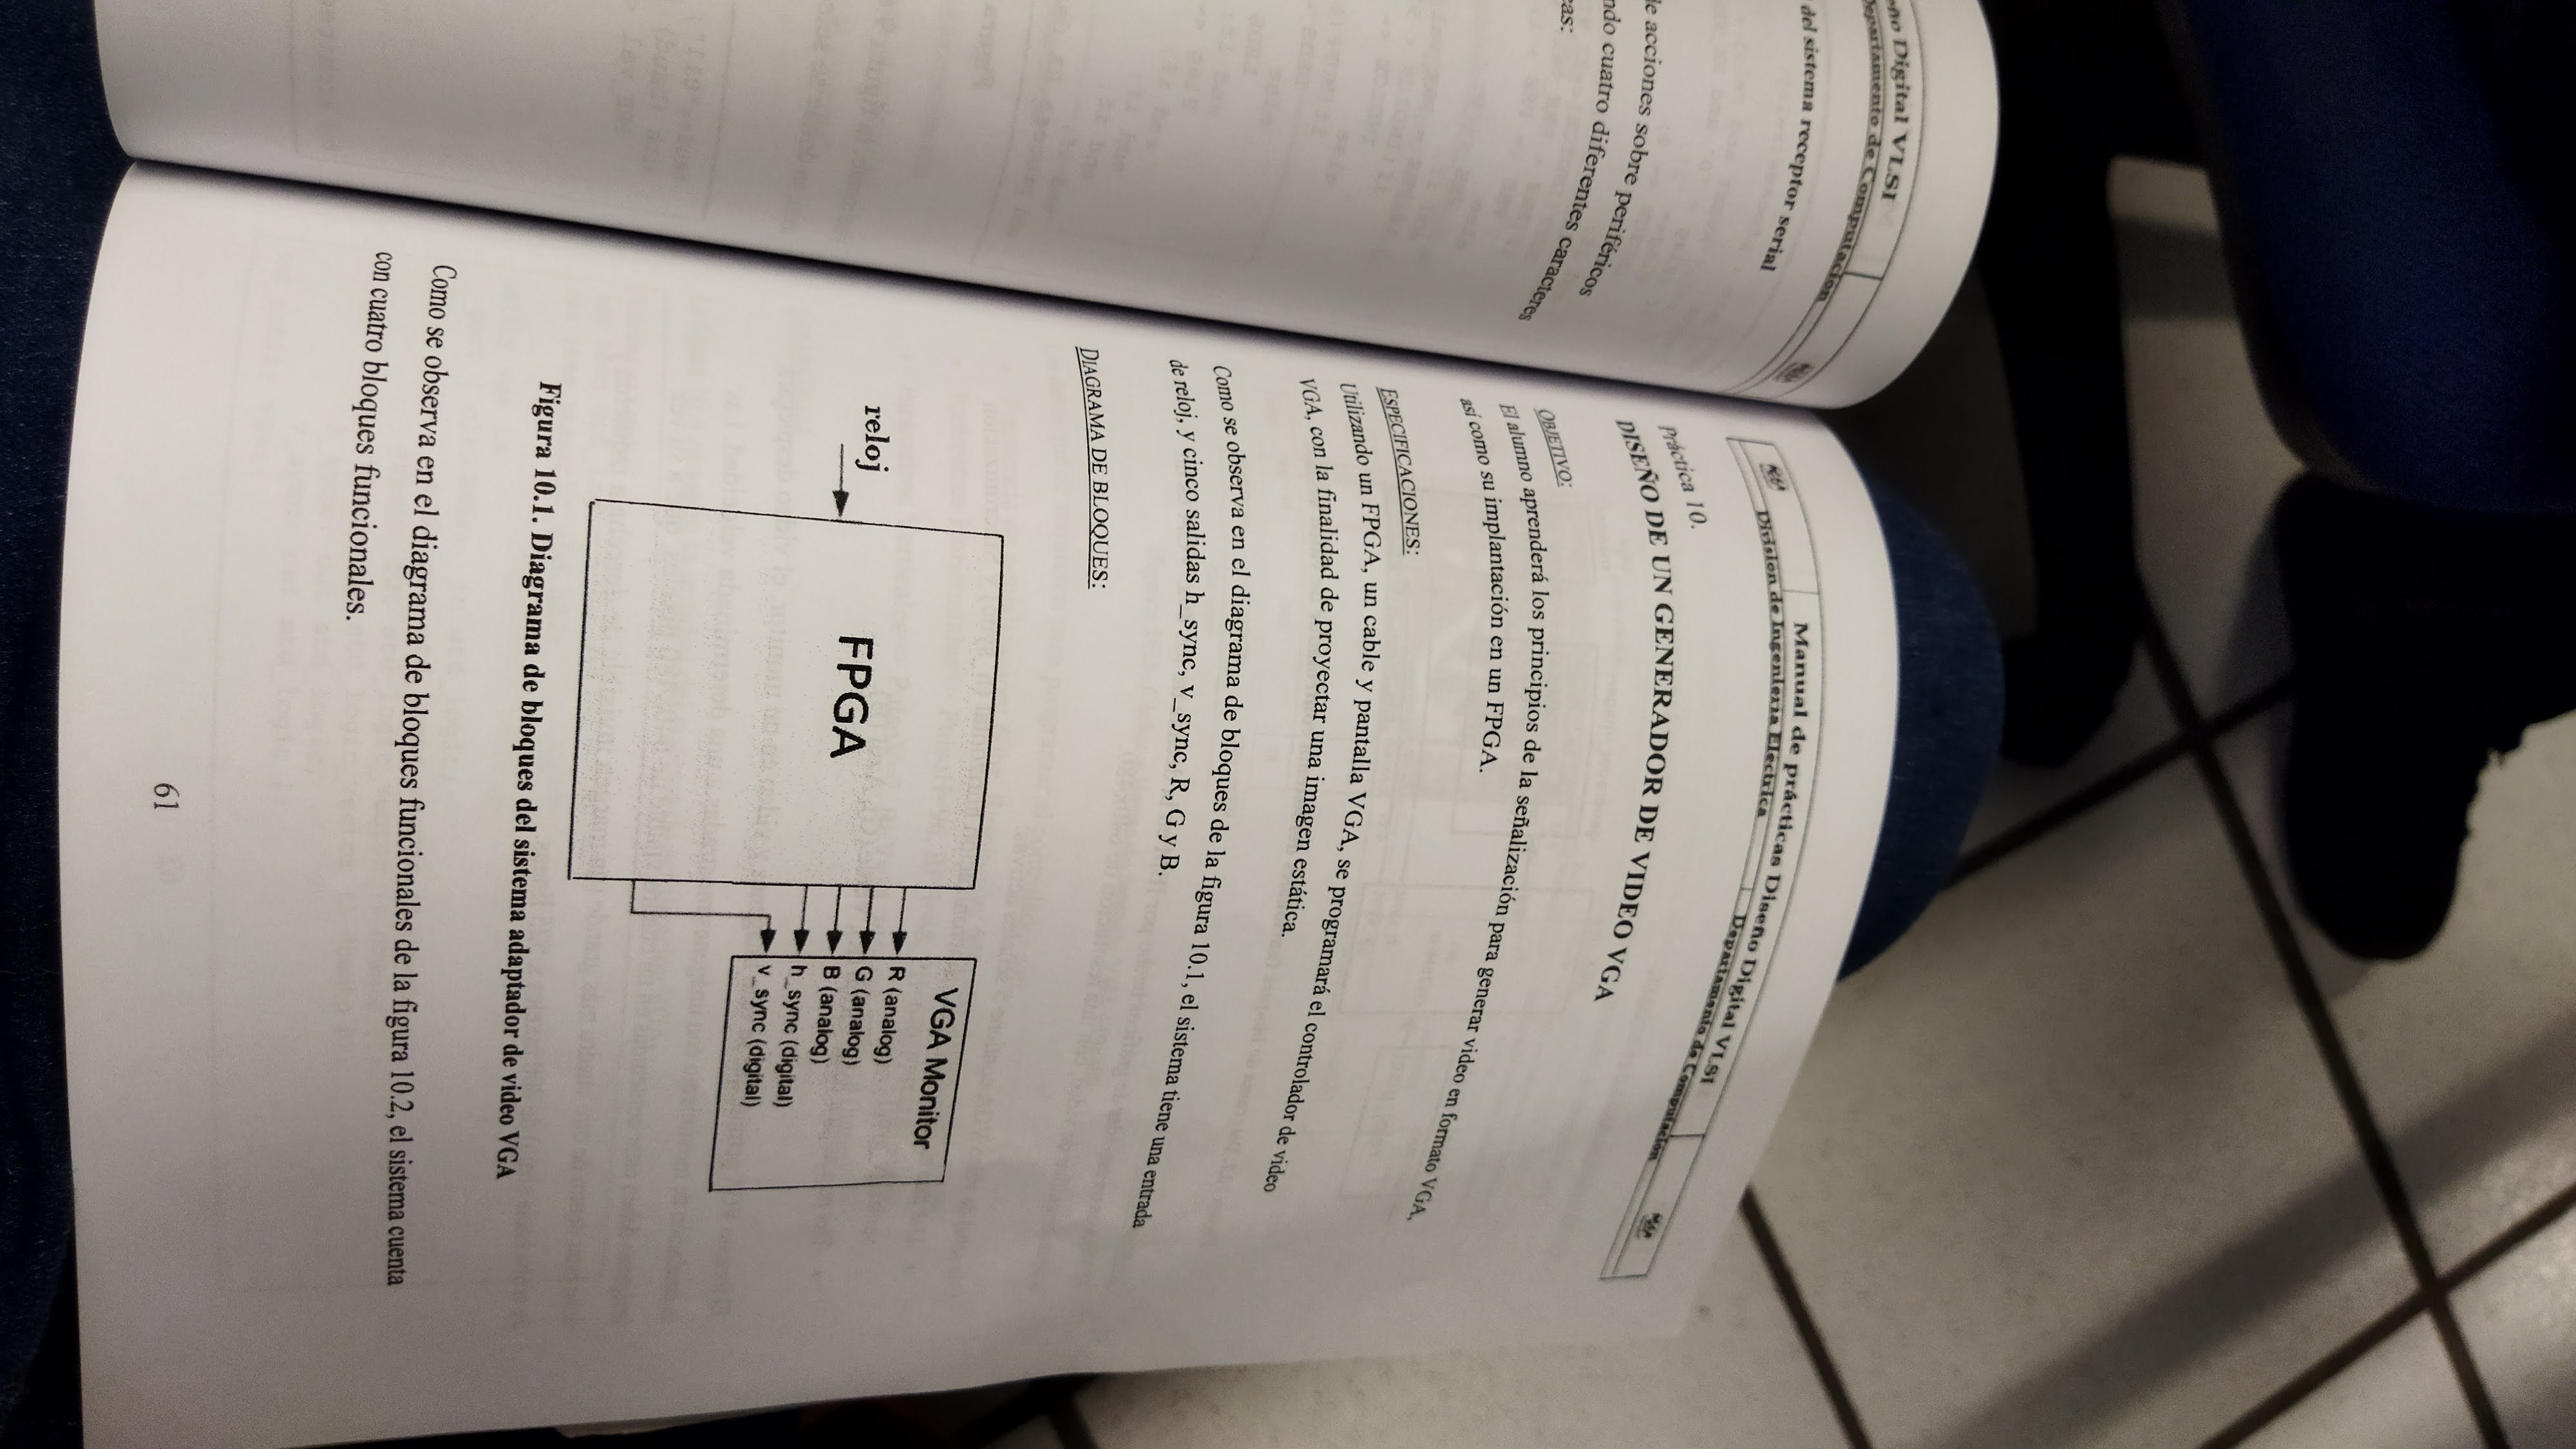 Digital VLSI
Departamento de Computación
del sistema receptor serial
de acciones sobre periféricos
cuatro diferentes caracteres
Manual de prácticas Diseño Digital VLSI
División de Ingeniería Eléctrica
Departamento de Computación
Práctica 10.
DISEÑO DE UN GENERADOR DE VIDEO VGA
OBJETIVO:
El alumno aprenderá los principios de la señalización para generar video en formato VGA,
así como su implantación en un FPGA.
ESPECIFICACIONES:
Utilizando un FPGA, un cable y pantalla VGA, se programará el controlador de video
VGA, con la finalidad de proyectar una imagen estática.
Como se observa en el diagrama de bloques de la figura 10.1, el sistema tiene una entrada
de reloj, y cinco salidas h_sync, v_sync, R, G y B.
DIAGRAMA DE BLOQUES:
reloj
FPGA
VGA Monitor
R (analog)
G (analog)
B (analog)
h_sync (digital)
v_sync (digital)
Figura 10.1. Diagrama de bloques del sistema adaptador de video VGA
Como se observa en el diagrama de bloques funcionales de la figura 10.2, el sistema cuenta
con cuatro bloques funcionales.
61